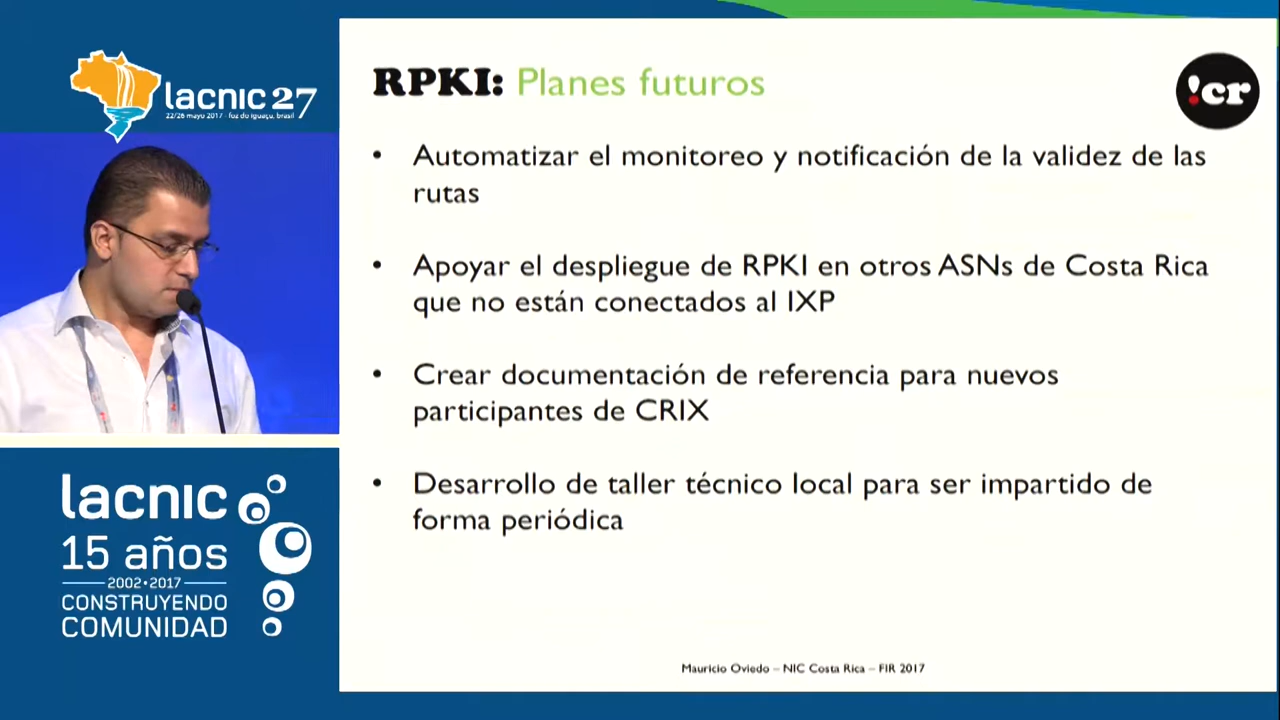 lacnic 27
22/26 mayo 2017 - foz do iguaçu, brasil
lacnic
15 años
2002•2017
CONSTRUYENDO
COMUNIDAD
RPKI: Planes futuros
!cr
• Automatizar el monitoreo y notificación de la validez de las
rutas
• Apoyar el despliegue de RPKI en otros ASNs de Costa Rica
que no están conectados al IXP
• Crear documentación de referencia para nuevos
participantes de CRIX
• Desarrollo de taller técnico local para ser impartido de
forma periódica
Mauricio Oviedo – NIC Costa Rica – FIR 2017